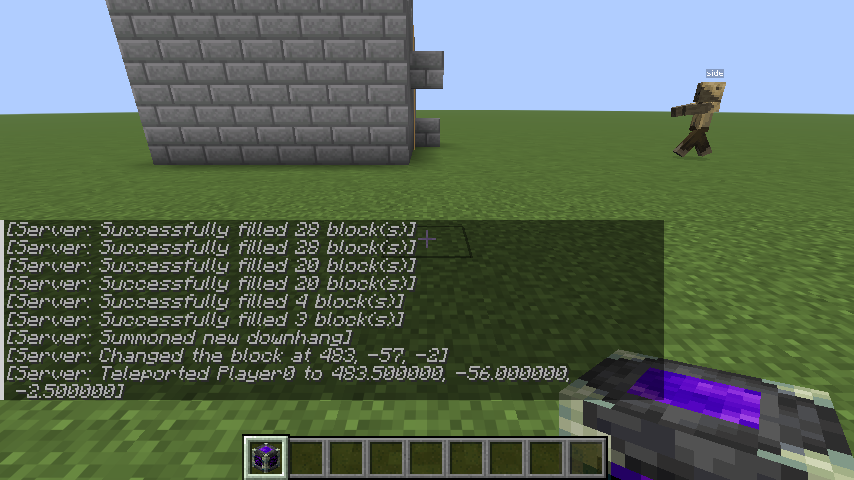 side
[Server: Successfully filled 28 block(s)]
[Server: Successfully filled 28 block(s)]
[Server: Successfully filled 20 block(s)]
[Server: Successfully filled 20 block(s)]
[Server: Successfully filled 4 block(s)]
[Server: Successfully filled 3 block(s)]
[Server: Summoned new downhang]
[Server: Changed the block at 483, -57, -2]
[Server: Teleported Player0 to 483.500000, -56.000000,
-2.500000]